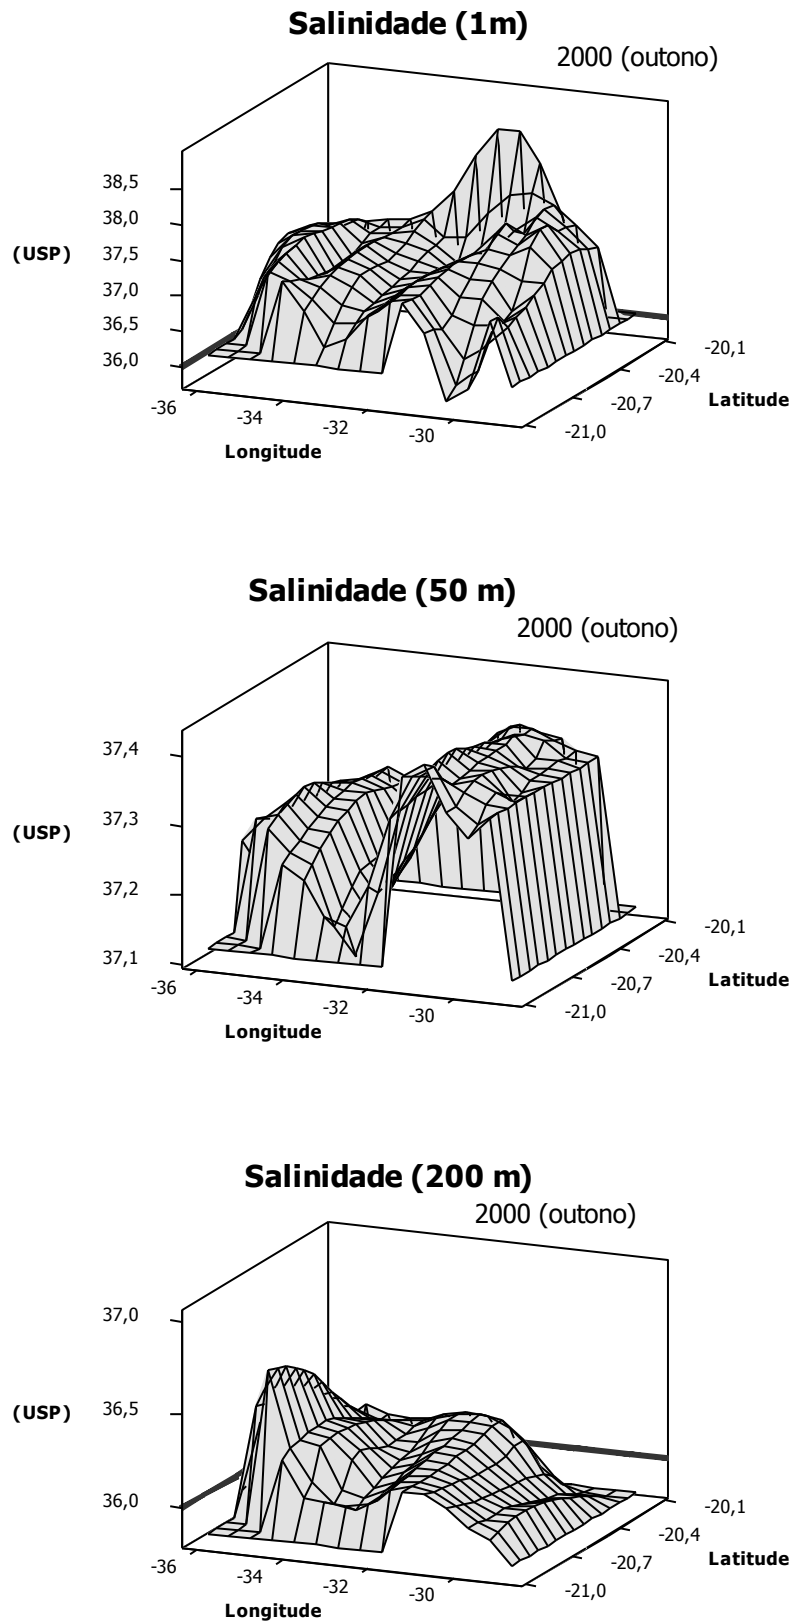 Salinidade (1m)
2000 (outono)
38,5
38,0
(USP)
37,5
37,0
36,5
36,0
-36
-34
-32
-30
Longitude
-20,1
-20,4
-20,7
-21,0
Latitude
Salinidade (50 m)
2000 (outono)
37,4
(USP)
37,3
37,2
37,1
-36
-34
-32
-30
Longitude
-20,1
-20,4
-20,7
-21,0
Latitude
Salinidade (200 m)
2000 (outono)
37,0
(USP)
36,5
36,0
-36
-34
-32
-30
Longitude
-20,1
-20,4
-20,7
-21,0
Latitude